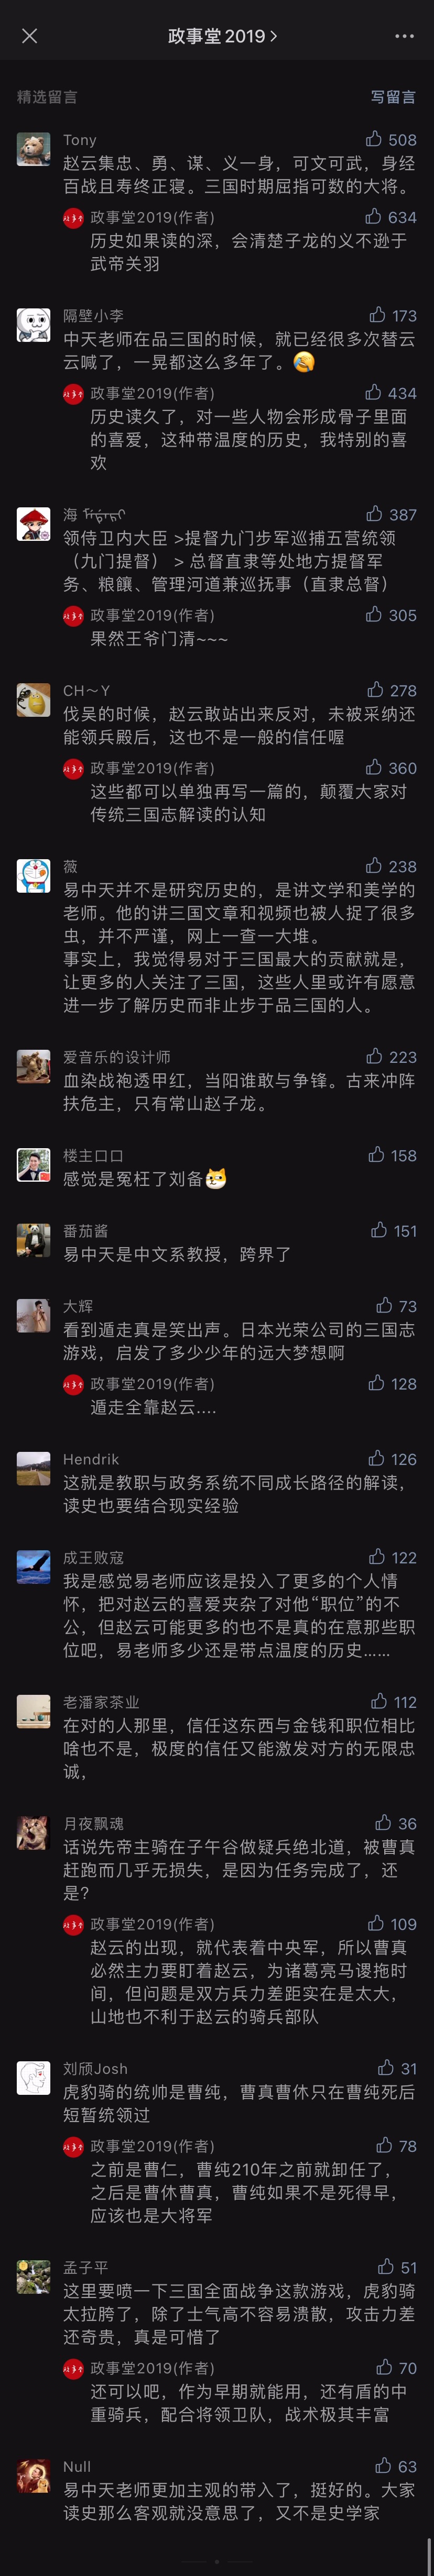 政事堂2019
精选留言
写留言
Tony
508
赵云集忠、勇、谋、义一身，可文可武，身经
百战且寿终正寝。三国时期屈指可数的大将。
政事堂2019(作者)
634
历史如果读的深，会清楚子龙的义不逊于
武帝关羽
隔壁小李
173
中天老师在品三国的时候，就已经很多次替云
云喊了，一晃都这么多年了。
政事堂2019(作者)
434
历史读久了，对一些人物会形成骨子里面
的喜爱，这种带温度的历史，我特别的喜
欢
海
387
领侍卫内大臣 >提督九门步军巡捕五营统领
（九门提督） > 总督直隶等处地方提督军
务、粮饟、管理河道兼巡抚事（直隶总督）
政事堂2019(作者)
305
果然王爷门清~~~
CH～Y
278
伐吴的时候，赵云敢站出来反对，未被采纳还
能领兵殿后，这也不是一般的信任喔
政事堂2019(作者)
360
这些都可以单独再写一篇的，颠覆大家对
传统三国志解读的认知
薇
238
易中天并不是研究历史的，是讲文学和美学的
老师。他的讲三国文章和视频也被人捉了很多
虫，并不严谨，网上一查一大堆。
事实上，我觉得易对于三国最大的贡献就是，
让更多的人关注了三国，这些人里或许有愿意
进一步了解历史而非止步于品三国的人。
爱音乐的设计师
223
血染战袍透甲红，当阳谁敢与争锋。古来冲阵
扶危主，只有常山赵子龙。
楼主口口
158
感觉是冤枉了刘备
番茄酱
151
易中天是中文系教授，跨界了
大辉
73
看到遁走真是笑出声。日本光荣公司的三国志
游戏，启发了多少少年的远大梦想啊
政事堂2019(作者)
128
遁走全靠赵云....
Hendrik
126
这就是教职与政务系统不同成长路径的解读，
读史也要结合现实经验
成王败寇
122
我是感觉易老师应该是投入了更多的个人情
怀，把对赵云的喜爱夹杂了对他“职位”的不
公，但赵云可能更多的也不是真的在意那些职
位吧，易老师多少还是带点温度的历史……
老潘家茶业
112
在对的人那里，信任这东西与金钱和职位相比
啥也不是，极度的信任又能激发对方的无限忠
诚，
月夜飘魂
36
话说先帝主骑在子午谷做疑兵绝北道，被曹真
赶跑而几乎无损失，是因为任务完成了，还
是？
政事堂2019(作者)
109
赵云的出现，就代表着中央军，所以曹真
必然主力要盯着赵云，为诸葛亮马谡拖时
间，但问题是双方兵力差距实在是太大，
山地也不利于赵云的骑兵部队
刘颀Josh
31
虎豹骑的统帅是曹纯，曹真曹休只在曹纯死后
短暂统领过
政事堂2019(作者)
78
之前是曹仁，曹纯210年之前就卸任了，
之后是曹休曹真，曹纯如果不是死得早，
应该也是大将军
孟子平
51
这里要喷一下三国全面战争这款游戏，虎豹骑
太拉胯了，除了士气高不容易溃散，攻击力差
还奇贵，真是可惜了
政事堂2019(作者)
70
还可以吧，作为早期就能用，还有盾的中
重骑兵，配合将领卫队，战术极其丰富
Null
63
易中天老师更加主观的带入了，挺好的。大家
读史那么客观就没意思了，又不是史学家